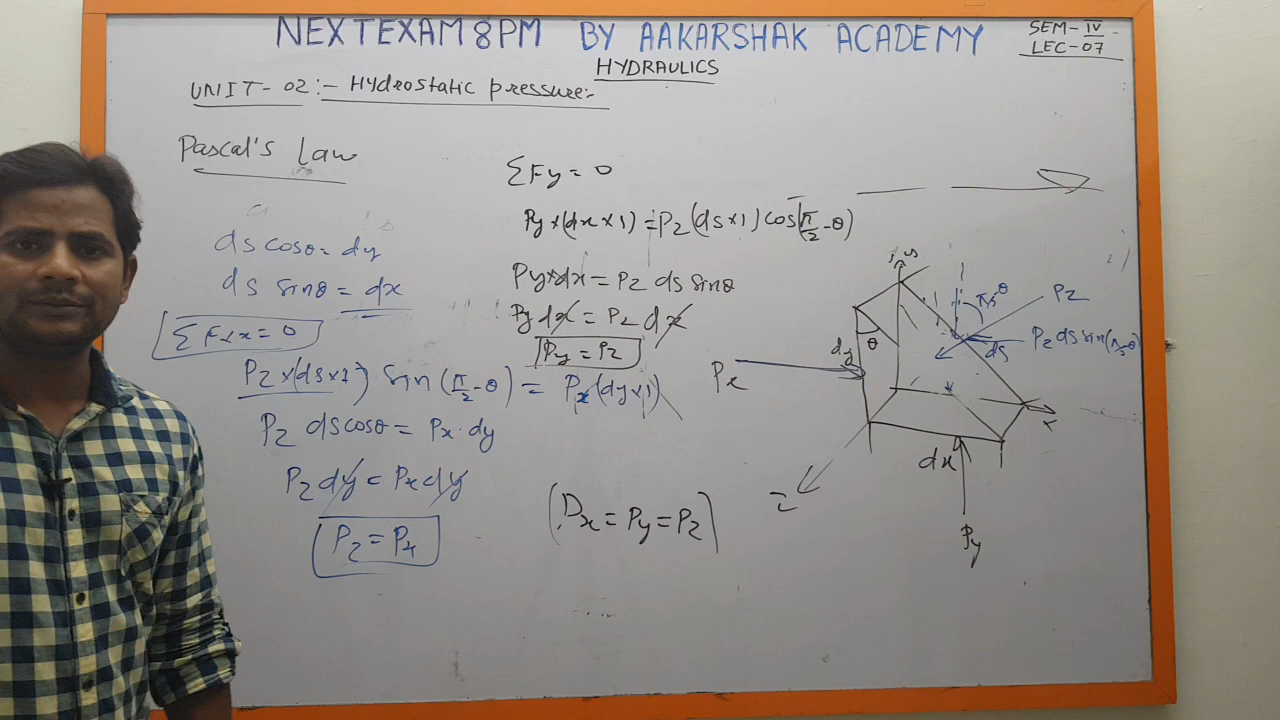 NEXTEXAM8PM BY AAKARSHAK ACADEMY
SEM-IV
LEC-07
HYDRAULICS
UNIT-02:- Hydrostatic pressure:-
Pascal's Law
ds cosθ = dy
ds sinθ = dx
ΣFx = 0
Pz×(ds×1) sin(π/2-θ) = Px(dy×1)
Pz ds cosθ = Px·dy
Pz dy = Px dy
Pz = Px
ΣFy = 0
Py×(dx×1) = Pz(ds×1) cos(π/2-θ)
Py×dx = Pz ds sinθ
Py dx = Pz dx
Py = Pz
(Px = Py = Pz)
y
θ
Pz
dy
θ
ds
Pz ds sin(π/2-θ)
Px
x
dx
z
Py